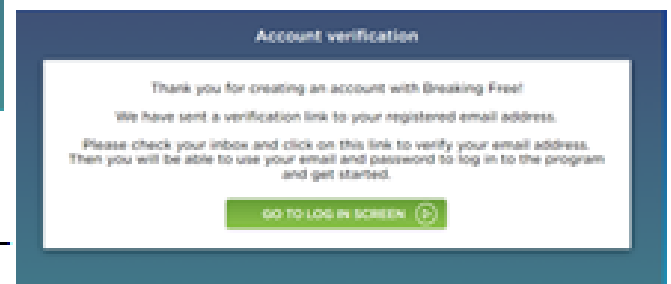 Account verification
Thank you for creating an account with Breaking Free!
We have sent a verification link to your registered email address.
Please check your inbox and click on this link to verify your email address.
Then you will be able to use your email and password to log in to the program
and get started.
GO TO LOG IN SCREEN